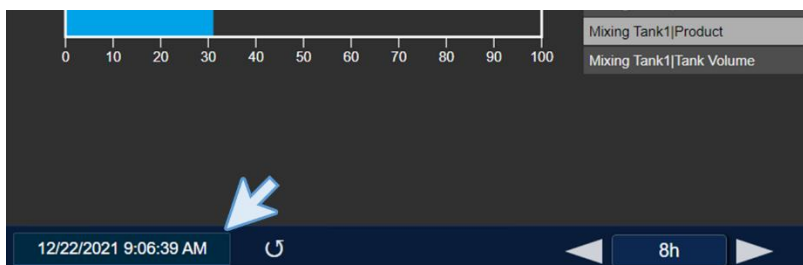 Mixing Tank1|Product
0 10 20 30 40 50 60 70 80 90 100
Mixing Tank1|Tank Volume
12/22/2021 9:06:39 AM
8h